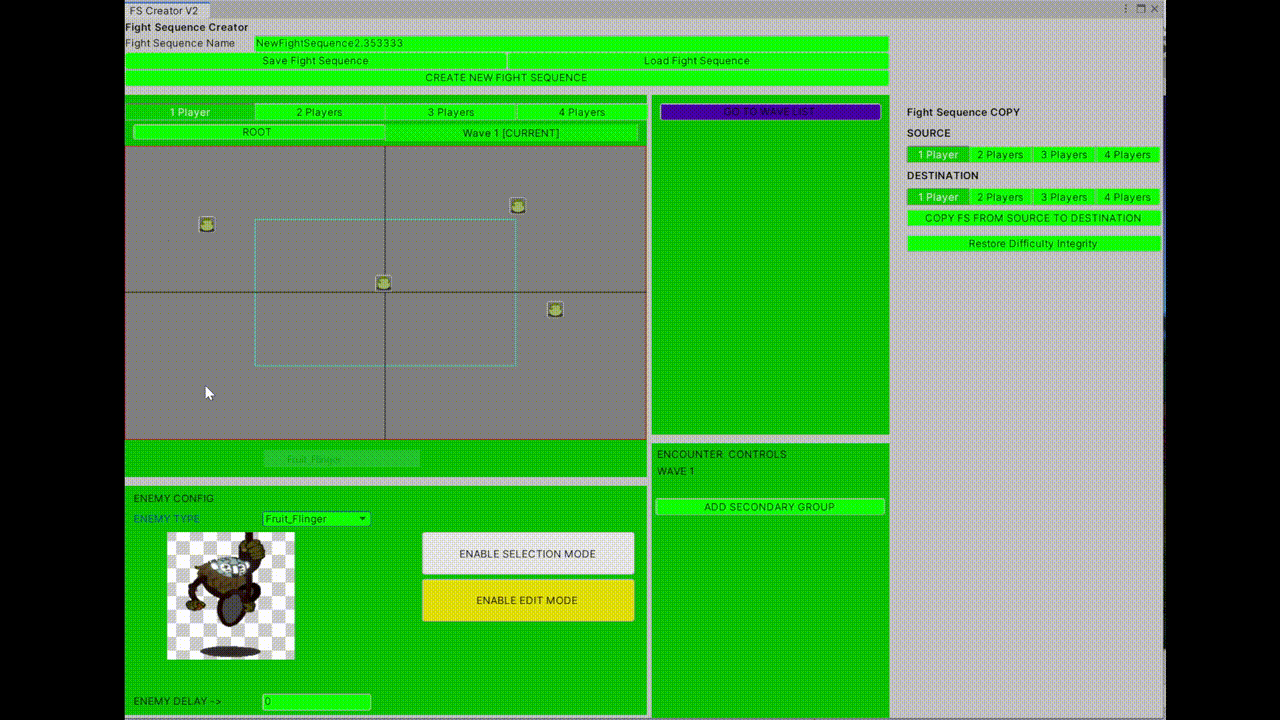 FS Creator V2
Fight Sequence Creator
Fight Sequence Name NewFightSequence2.353333
Save Fight Sequence Load Fight Sequence
CREATE NEW FIGHT SEQUENCE
1 Player 2 Players 3 Players 4 Players
ROOT Wave 1 [CURRENT]
Fruit_Flinger
ENEMY CONFIG
ENEMY TYPE Fruit_Flinger
ENABLE SELECTION MODE
ENABLE EDIT MODE
ENEMY DELAY -> 0
GO TO WAVE LIST
ENCOUNTER CONTROLS
WAVE 1
ADD SECONDARY GROUP
Fight Sequence COPY
SOURCE
1 Player 2 Players 3 Players 4 Players
DESTINATION
1 Player 2 Players 3 Players 4 Players
COPY FS FROM SOURCE TO DESTINATION
Restore Difficulty Integrity